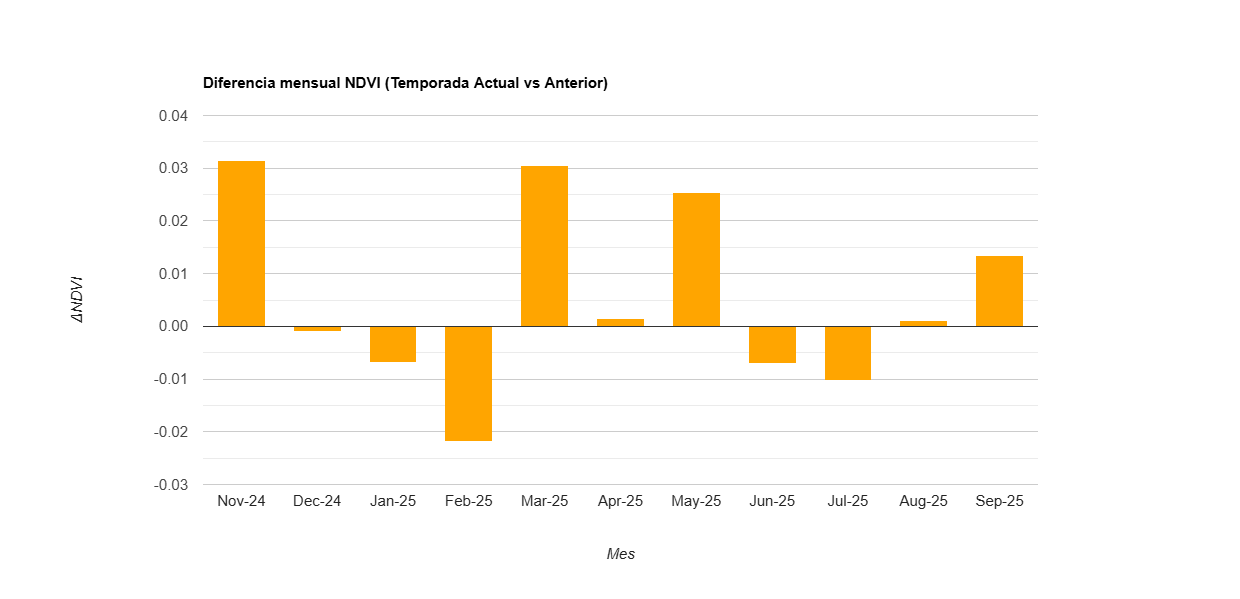 Diferencia mensual NDVI (Temporada Actual vs Anterior)
0.04
0.03
0.02
0.01
0.00
-0.01
-0.02
-0.03
ΔNDVI
Nov-24 Dec-24 Jan-25 Feb-25 Mar-25 Apr-25 May-25 Jun-25 Jul-25 Aug-25 Sep-25
Mes